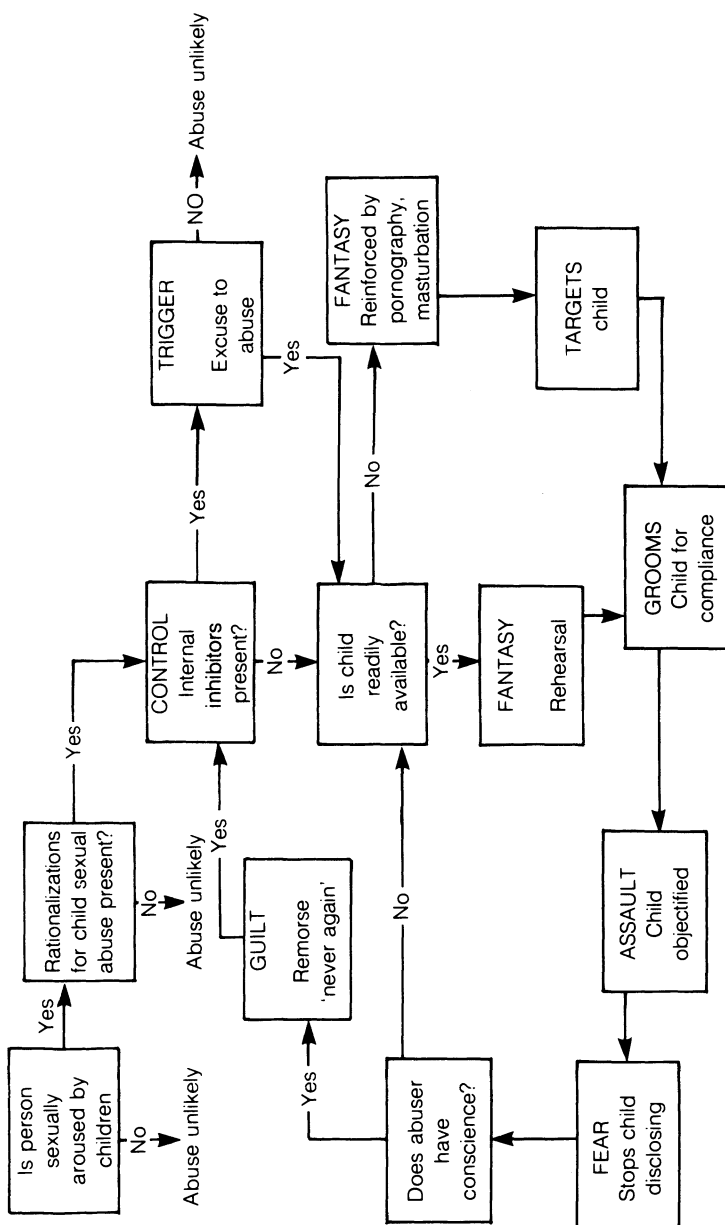 Is person
sexually
aroused by
children
Yes
No
Abuse unlikely
Rationalizations
for child sexual
abuse present?
Yes
No
Abuse unlikely
CONTROL
Internal
inhibitors
present?
Yes
No
TRIGGER
Excuse to
abuse
NO
Abuse unlikely
Yes
GUILT
Remorse
'never again'
Yes
Is child
readily
available?
No
Yes
FANTASY
Reinforced by
pornography,
masturbation
Does abuser
have
conscience?
Yes
No
FANTASY
Rehearsal
TARGETS
child
FEAR
Stops child
disclosing
ASSAULT
Child
objectified
GROOMS
Child for
compliance